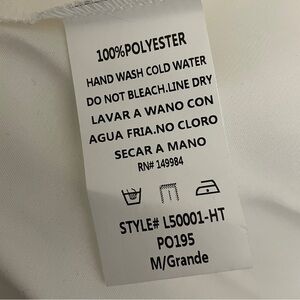 100%POLYESTER
HAND WASH COLD WATER
DO NOT BLEACH.LINE DRY
LAVAR A WANO CON
AGUA FRIA.NO CLORO
SECAR A MANO
RN# 149984
STYLE# L50001-HT
PO195
M/Grande